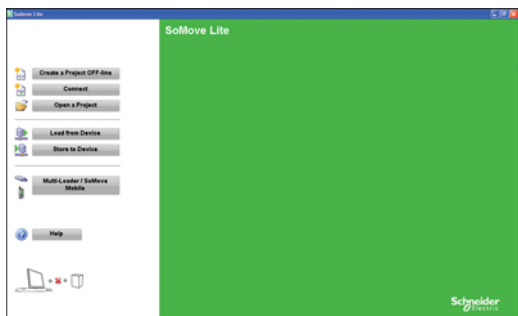 SoMove Lite
SoMove Lite
Create a Project OFF-line
Connect
Open a Project
Load from Device
Store to Device
Multi-Loader / SoMove
Mobile
Help
Schneider
Electric